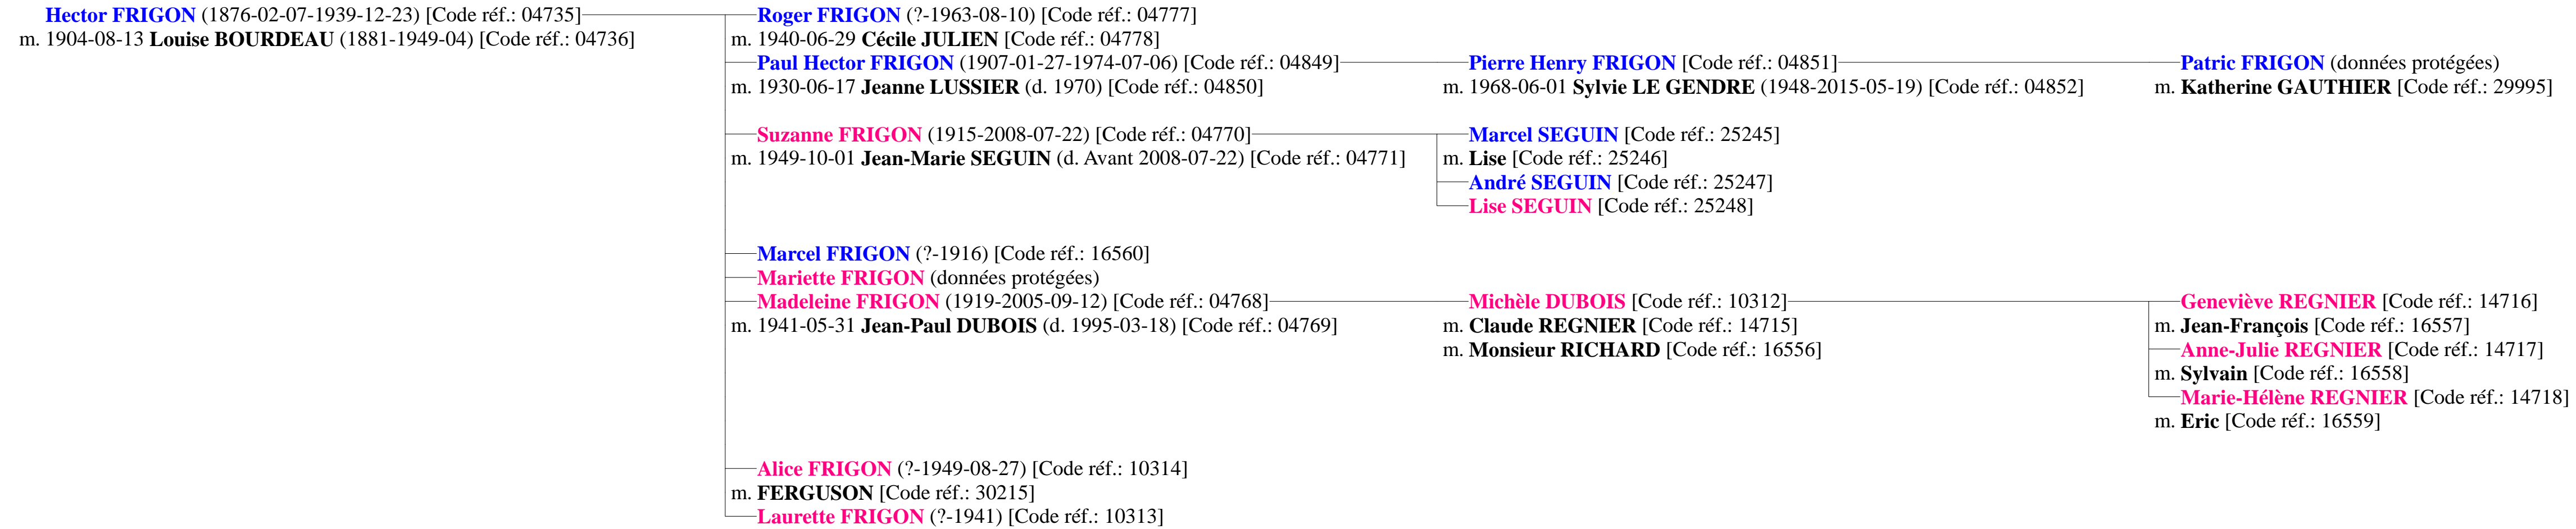 Hector FRIGON (1876-02-07-1939-12-23) [Code réf.: 04735]
m. 1904-08-13 Louise BOURDEAU (1881-1949-04) [Code réf.: 04736]
Roger FRIGON (?-1963-08-10) [Code réf.: 04777]
m. 1940-06-29 Cécile JULIEN [Code réf.: 04778]
Paul Hector FRIGON (1907-01-27-1974-07-06) [Code réf.: 04849]
m. 1930-06-17 Jeanne LUSSIER (d. 1970) [Code réf.: 04850]
Pierre Henry FRIGON [Code réf.: 04851]
m. 1968-06-01 Sylvie LE GENDRE (1948-2015-05-19) [Code réf.: 04852]
Patric FRIGON (données protégées)
m. Katherine GAUTHIER [Code réf.: 29995]
Suzanne FRIGON (1915-2008-07-22) [Code réf.: 04770]
m. 1949-10-01 Jean-Marie SEGUIN (d. Avant 2008-07-22) [Code réf.: 04771]
Marcel SEGUIN [Code réf.: 25245]
m. Lise [Code réf.: 25246]
André SEGUIN [Code réf.: 25247]
Lise SEGUIN [Code réf.: 25248]
Marcel FRIGON (?-1916) [Code réf.: 16560]
Mariette FRIGON (données protégées)
Madeleine FRIGON (1919-2005-09-12) [Code réf.: 04768]
m. 1941-05-31 Jean-Paul DUBOIS (d. 1995-03-18) [Code réf.: 04769]
Michèle DUBOIS [Code réf.: 10312]
m. Claude REGNIER [Code réf.: 14715]
m. Monsieur RICHARD [Code réf.: 16556]
Geneviève REGNIER [Code réf.: 14716]
m. Jean-François [Code réf.: 16557]
Anne-Julie REGNIER [Code réf.: 14717]
m. Sylvain [Code réf.: 16558]
Marie-Hélène REGNIER [Code réf.: 14718]
m. Eric [Code réf.: 16559]
Alice FRIGON (?-1949-08-27) [Code réf.: 10314]
m. FERGUSON [Code réf.: 30215]
Laurette FRIGON (?-1941) [Code réf.: 10313]